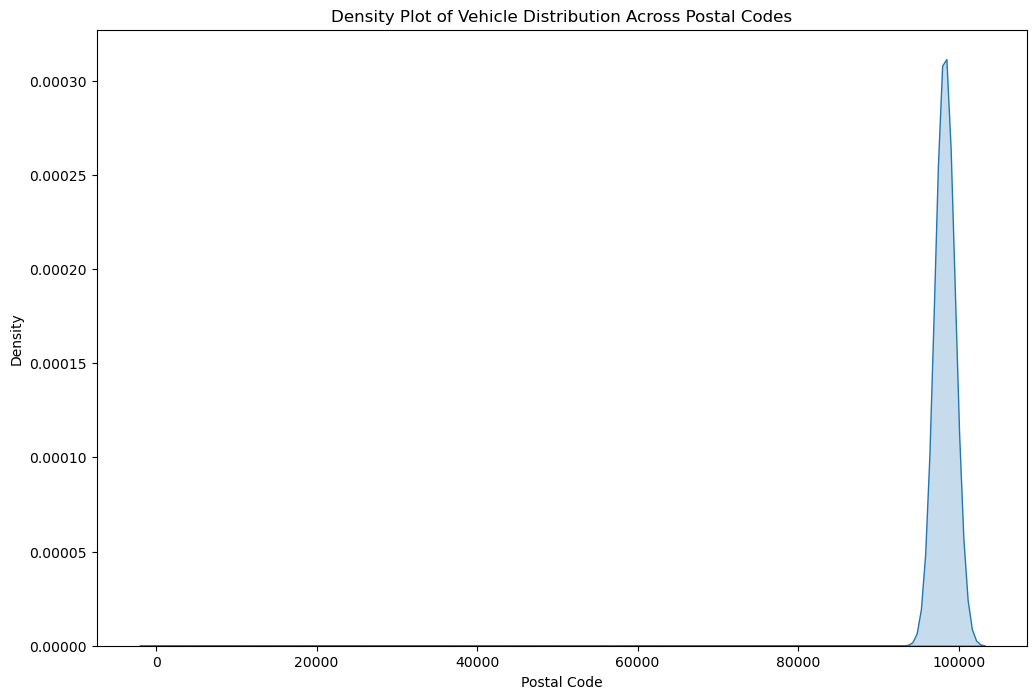 Density Plot of Vehicle Distribution Across Postal Codes
0.00030
0.00025
0.00020
0.00015
0.00010
0.00005
0.00000
Density
0 20000 40000 60000 80000 100000
Postal Code